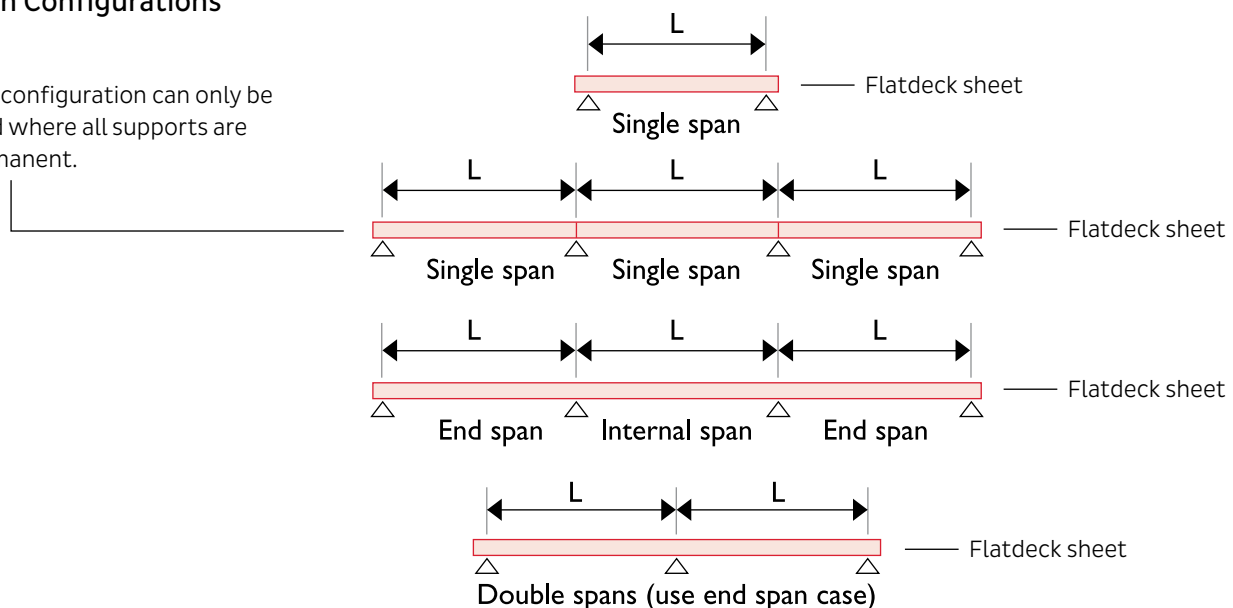 n Configurations
L
Flatdeck sheet
Single span
configuration can only be
d where all supports are
manent.
L L L
Flatdeck sheet
Single span Single span Single span
L L L
Flatdeck sheet
End span Internal span End span
L L
Flatdeck sheet
Double spans (use end span case)